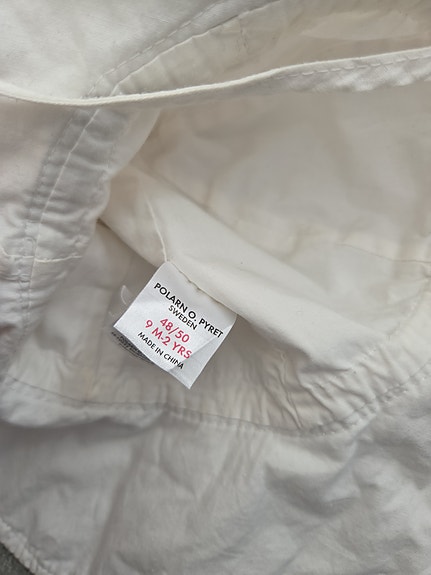 POLARN O. PYRET
SWEDEN
48/50
9 M-2 YRS
MADE IN CHINA